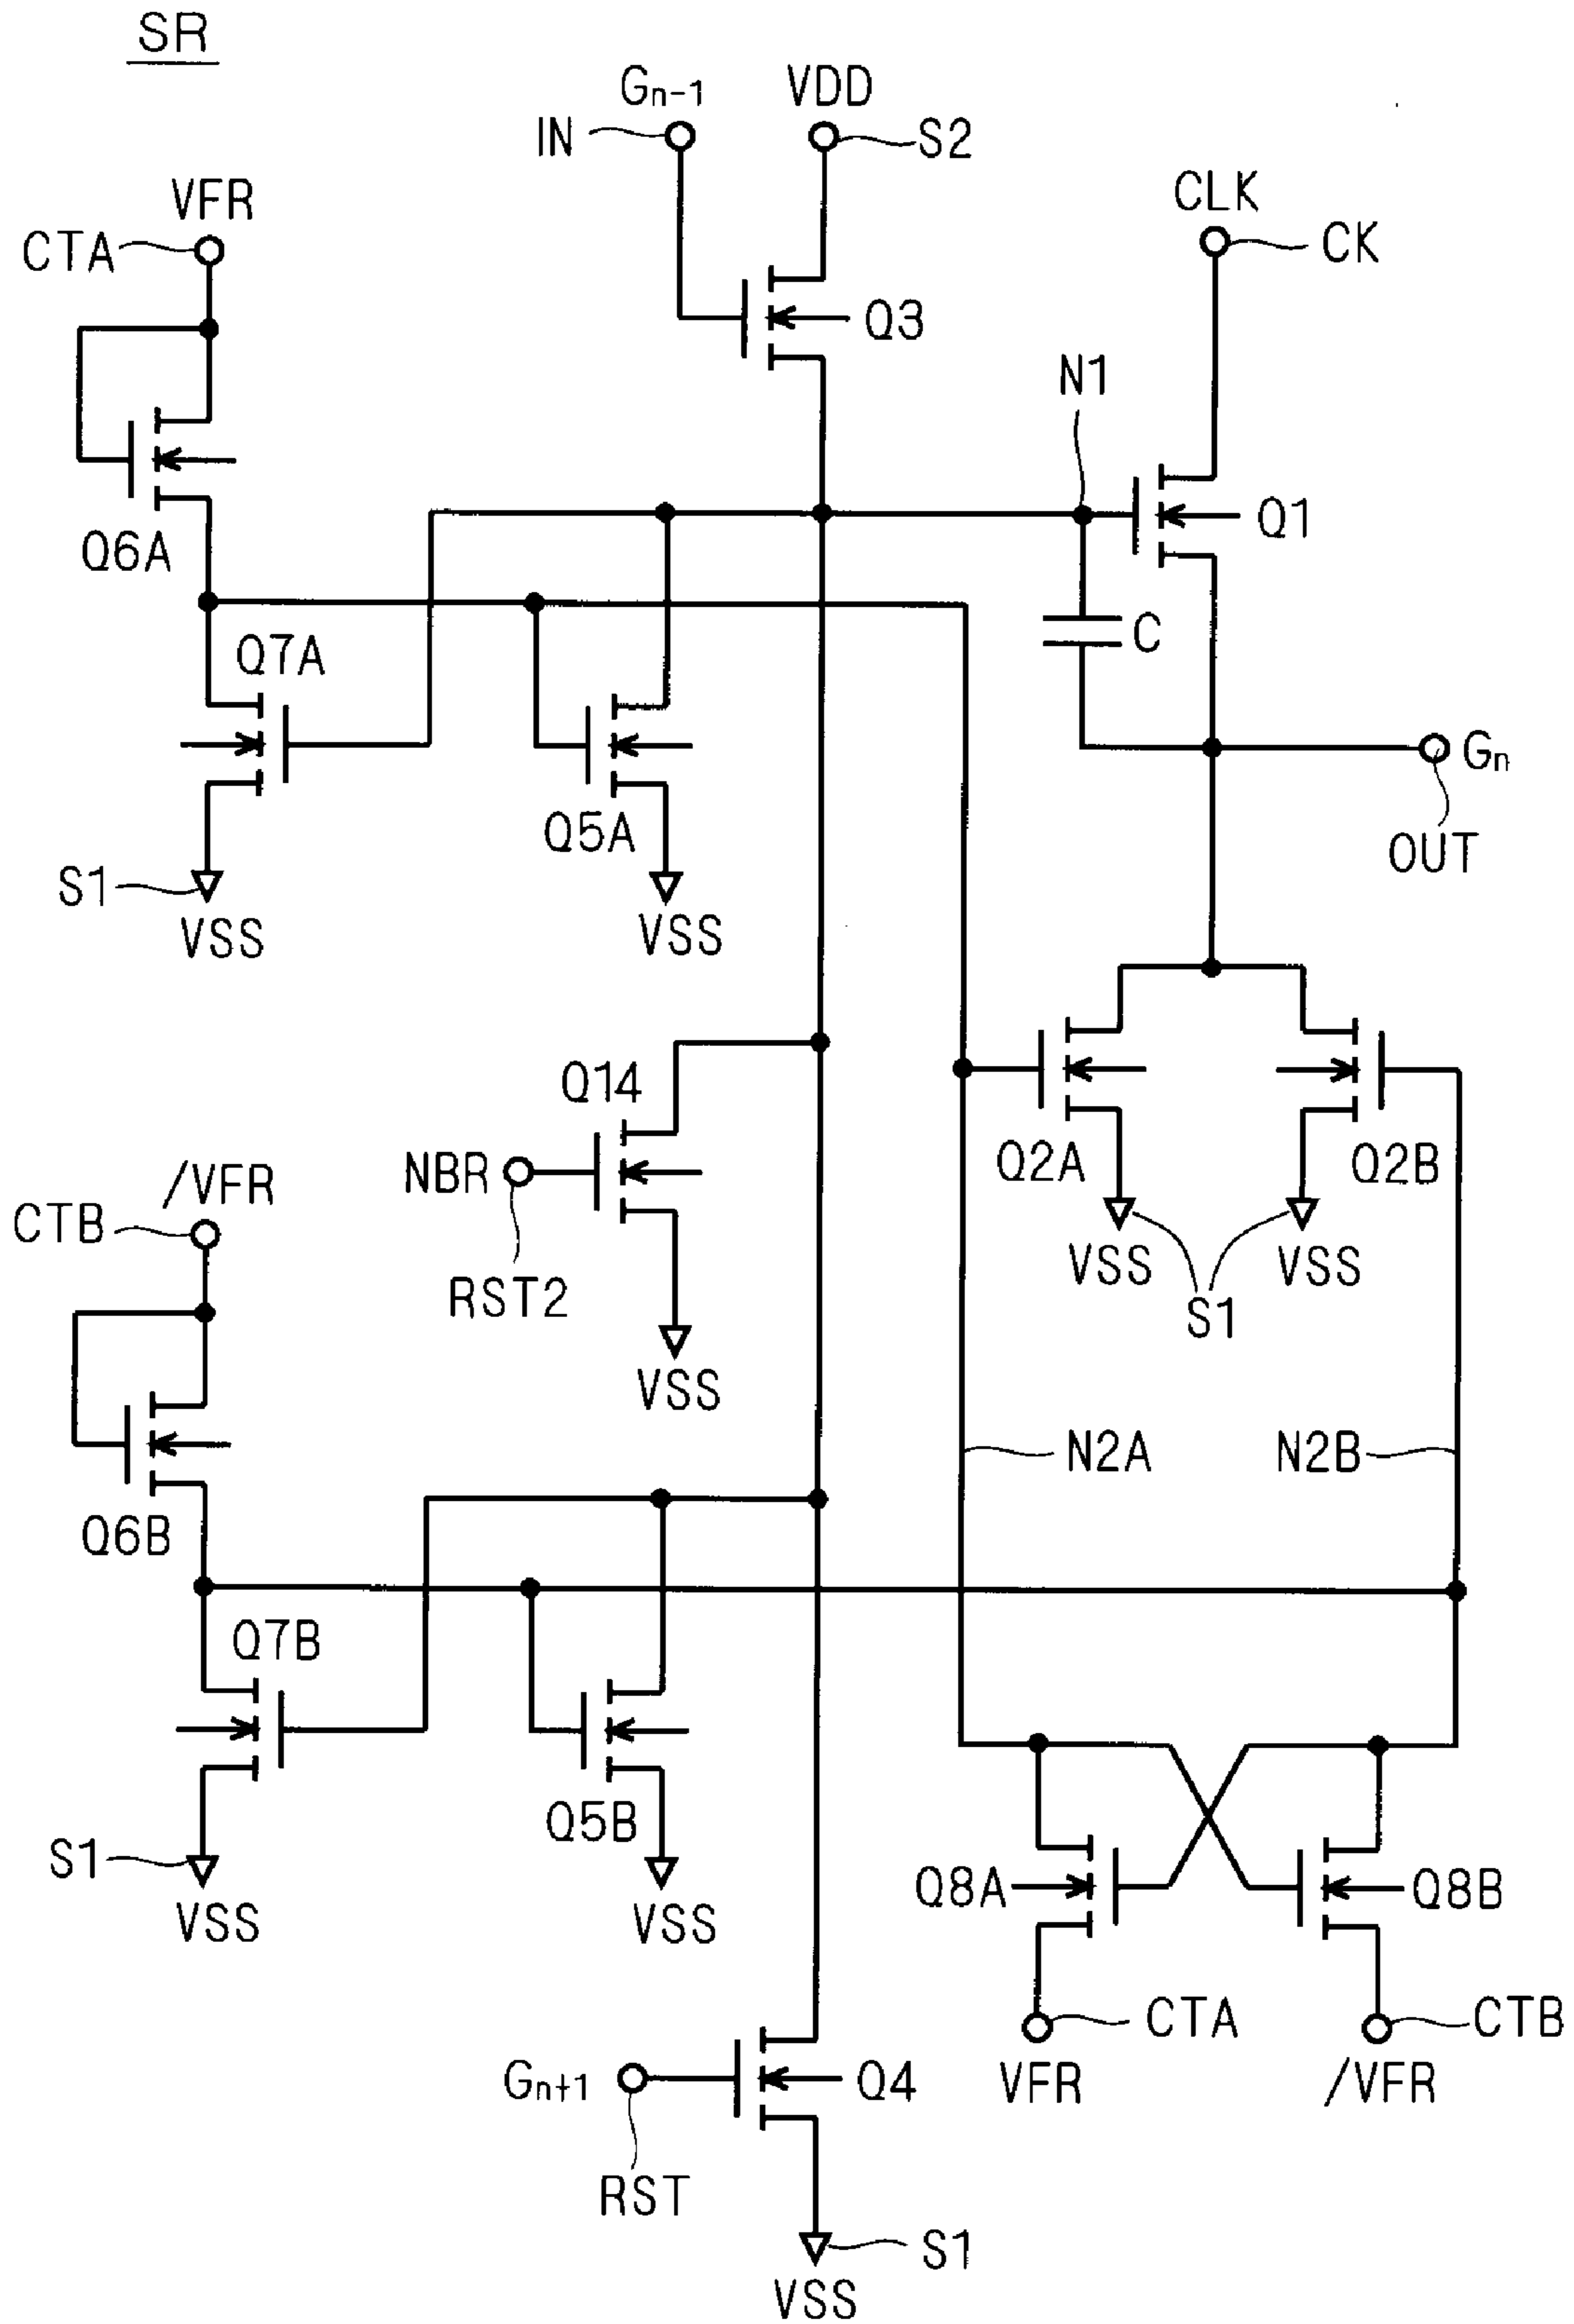 SR
Gn-1
VDD
IN
S2
VFR
CLK
CTA
CK
Q3
N1
Q6A
Q1
C
Q7A
Gn
Q5A
OUT
S1
VSS
VSS
Q14
Q2A
Q2B
NBR
/VFR
CTB
VSS
VSS
RST2
S1
VSS
N2A
N2B
Q6B
Q7B
Q5B
S1
Q8A
Q8B
VSS
VSS
CTA
CTB
Gn+1
Q4
VFR
/VFR
RST
S1
VSS